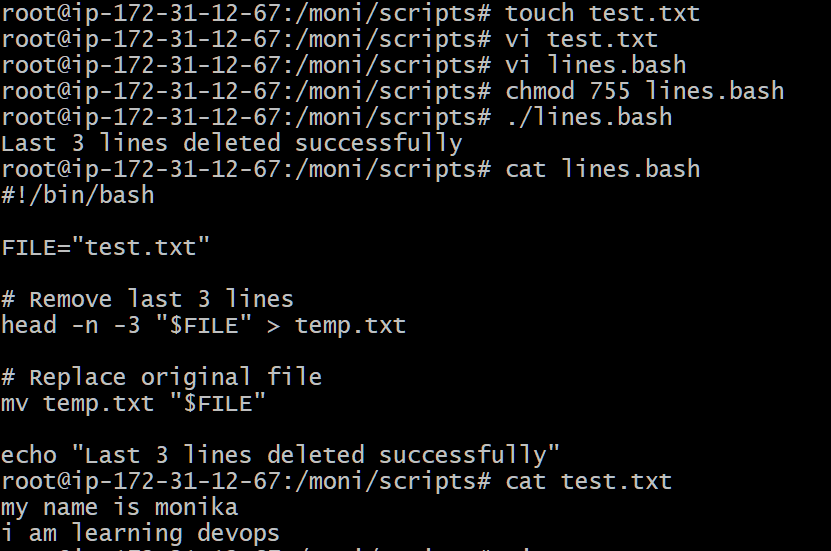 root@ip-172-31-12-67:/moni/scripts# touch test.txt
root@ip-172-31-12-67:/moni/scripts# vi test.txt
root@ip-172-31-12-67:/moni/scripts# vi lines.bash
root@ip-172-31-12-67:/moni/scripts# chmod 755 lines.bash
root@ip-172-31-12-67:/moni/scripts# ./lines.bash
Last 3 lines deleted successfully
root@ip-172-31-12-67:/moni/scripts# cat lines.bash
#!/bin/bash

FILE="test.txt"

# Remove last 3 lines
head -n -3 "$FILE" > temp.txt

# Replace original file
mv temp.txt "$FILE"

echo "Last 3 lines deleted successfully"
root@ip-172-31-12-67:/moni/scripts# cat test.txt
my name is monika
i am learning devops